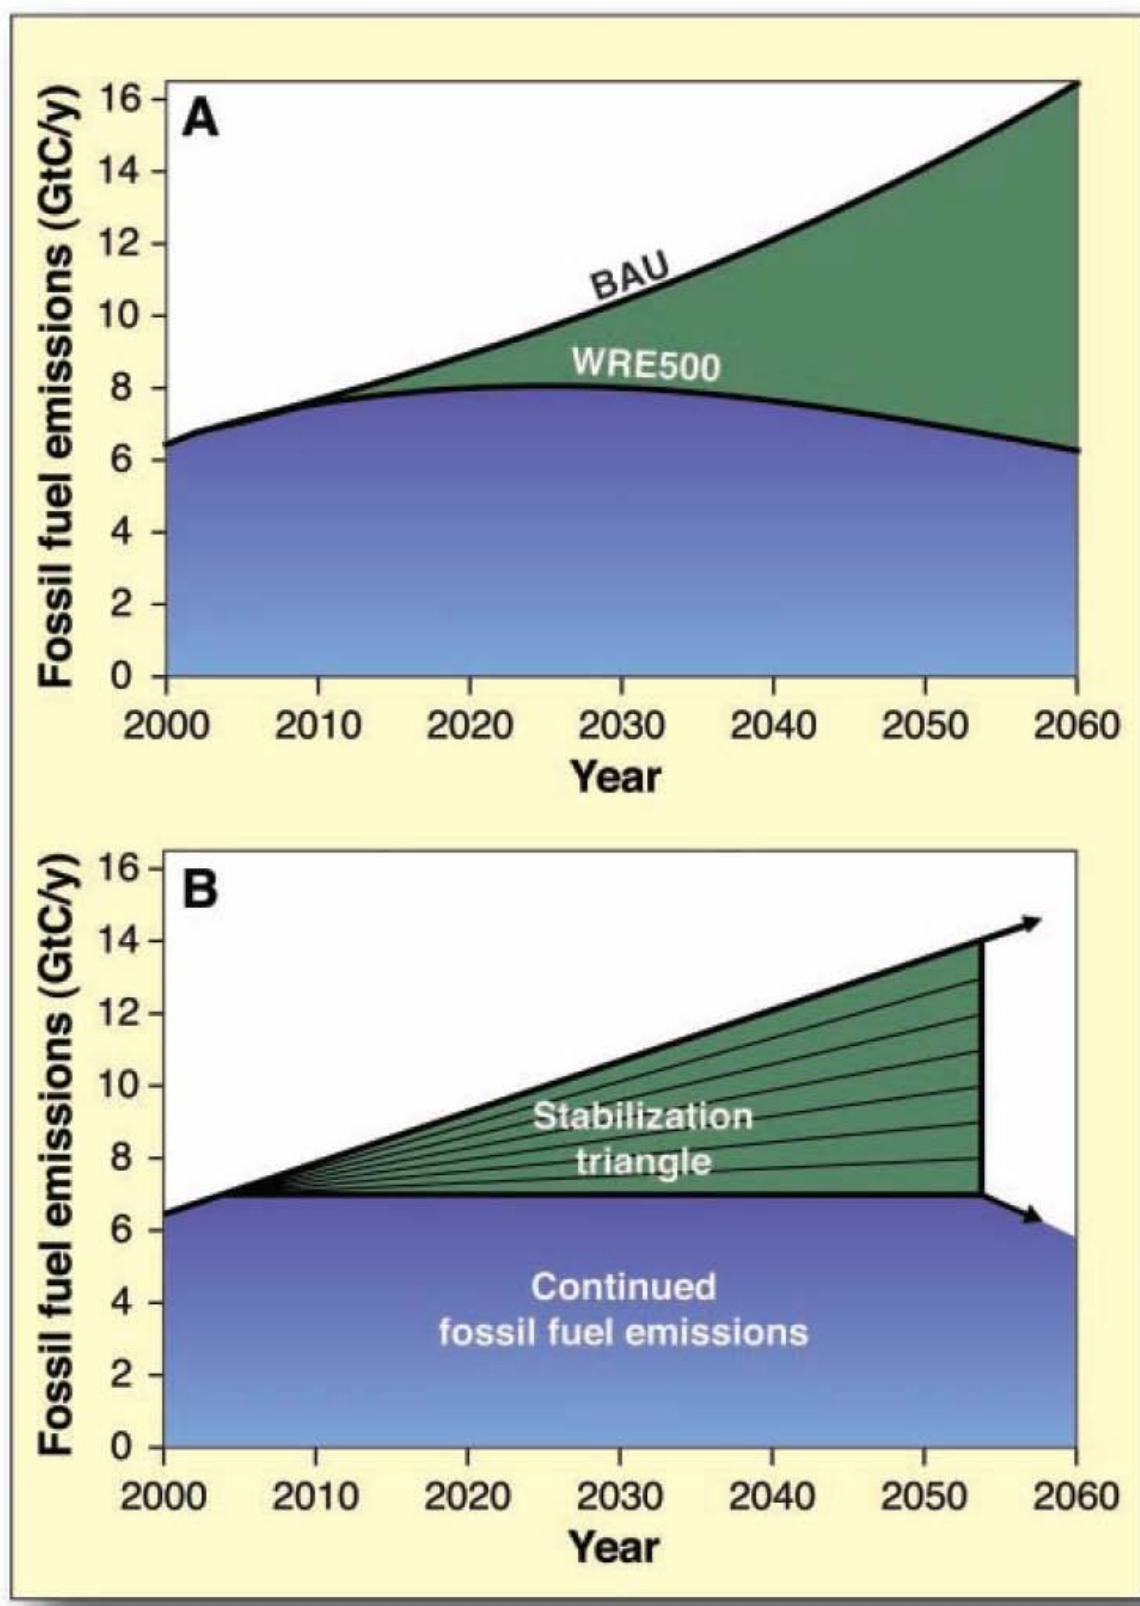 A
Fossil fuel emissions (GtC/y)
16
14
12
10
8
6
4
2
0
BAU
WRE500
2000 2010 2020 2030 2040 2050 2060
Year
B
Fossil fuel emissions (GtC/y)
16
14
12
10
8
6
4
2
0
Stabilization
triangle
Continued
fossil fuel emissions
2000 2010 2020 2030 2040 2050 2060
Year